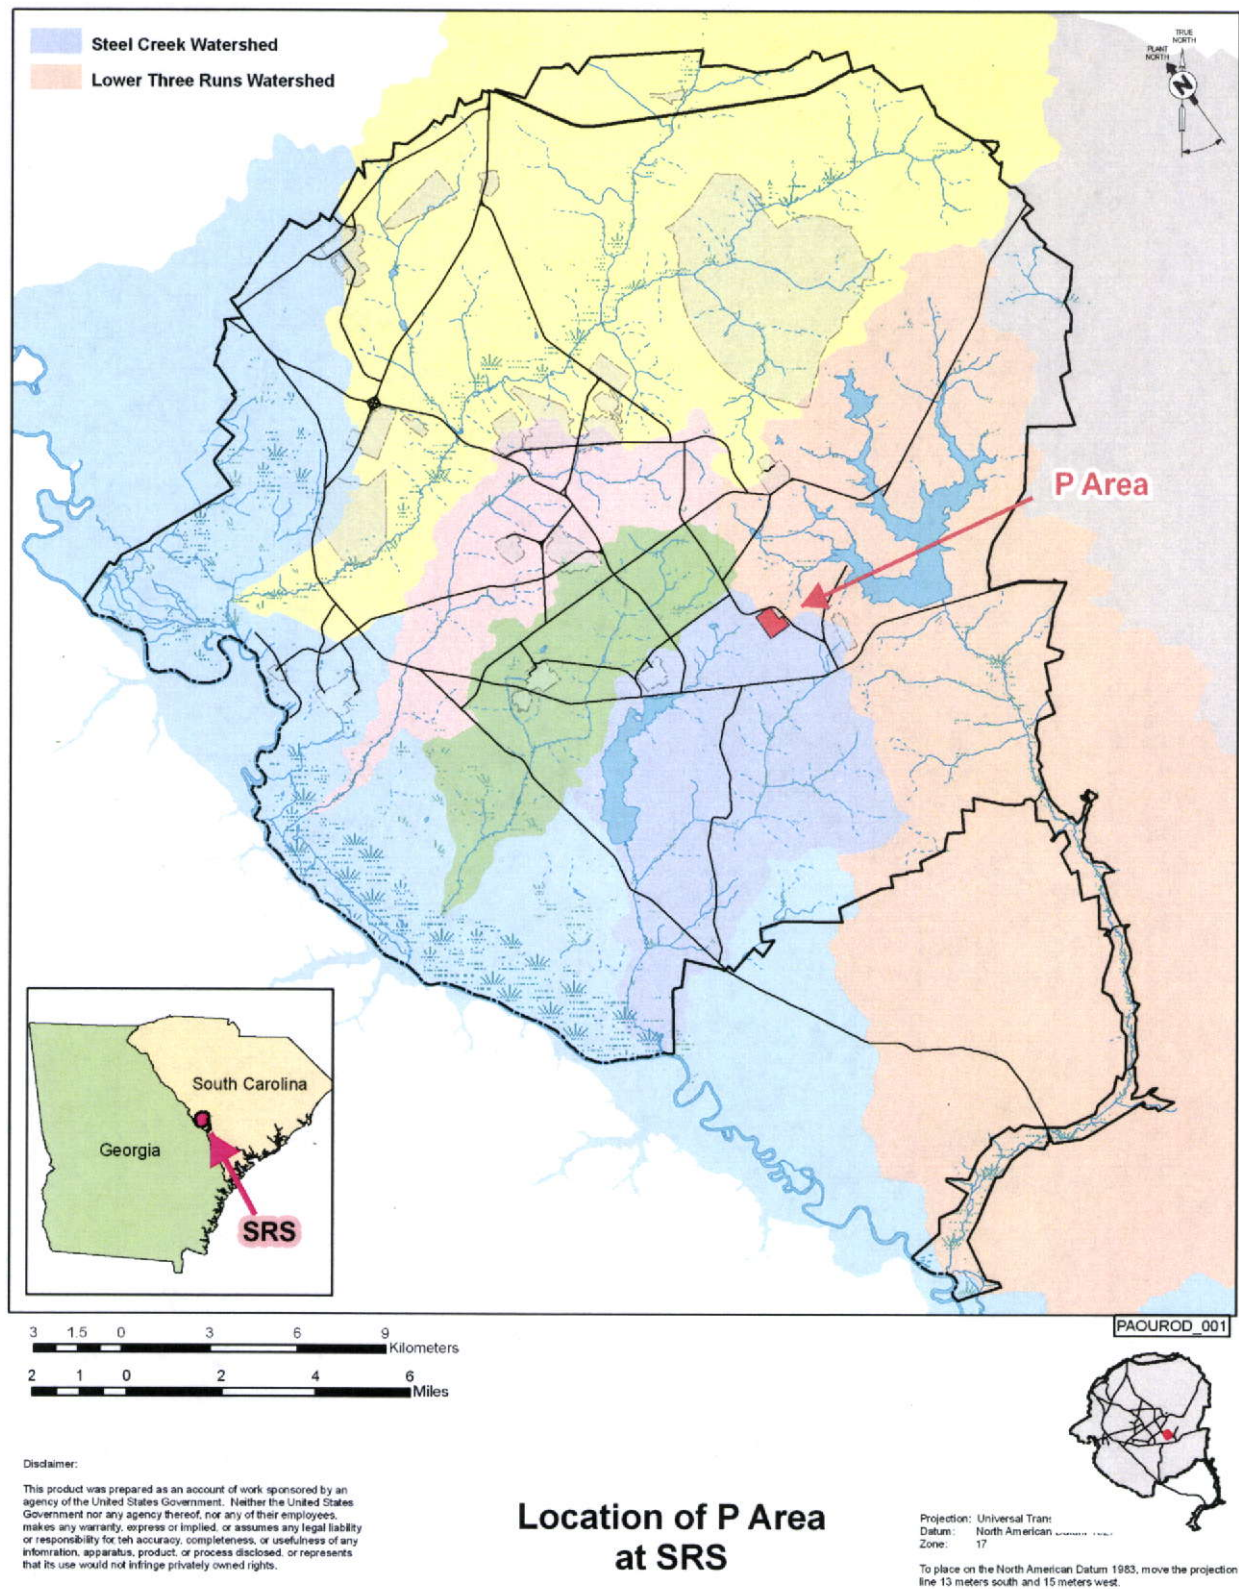 Steel Creek Watershed
Lower Three Runs Watershed
TRUE
NORTH
PLANT
NORTH
N
P Area
South Carolina
Georgia
SRS
PAOUROD_001
3 1.5 0 3 6 9
Kilometers
2 1 0 2 4 6
Miles
Disclaimer:
This product was prepared as an account of work sponsored by an
agency of the United States Government. Neither the United States
Government nor any agency thereof, nor any of their employees,
makes any warranty, express or implied, or assumes any legal liability
or responsibility for teh accuracy, completeness, or usefulness of any
infomration, apparatus, product, or process disclosed, or represents
that its use would not infringe privately owned rights.
Location of P Area
at SRS
Projection: Universal
Datum: North American
Zone: 17
To place on the North American Datum 1983, move the projection
line 13 meters south and 15 meters west.